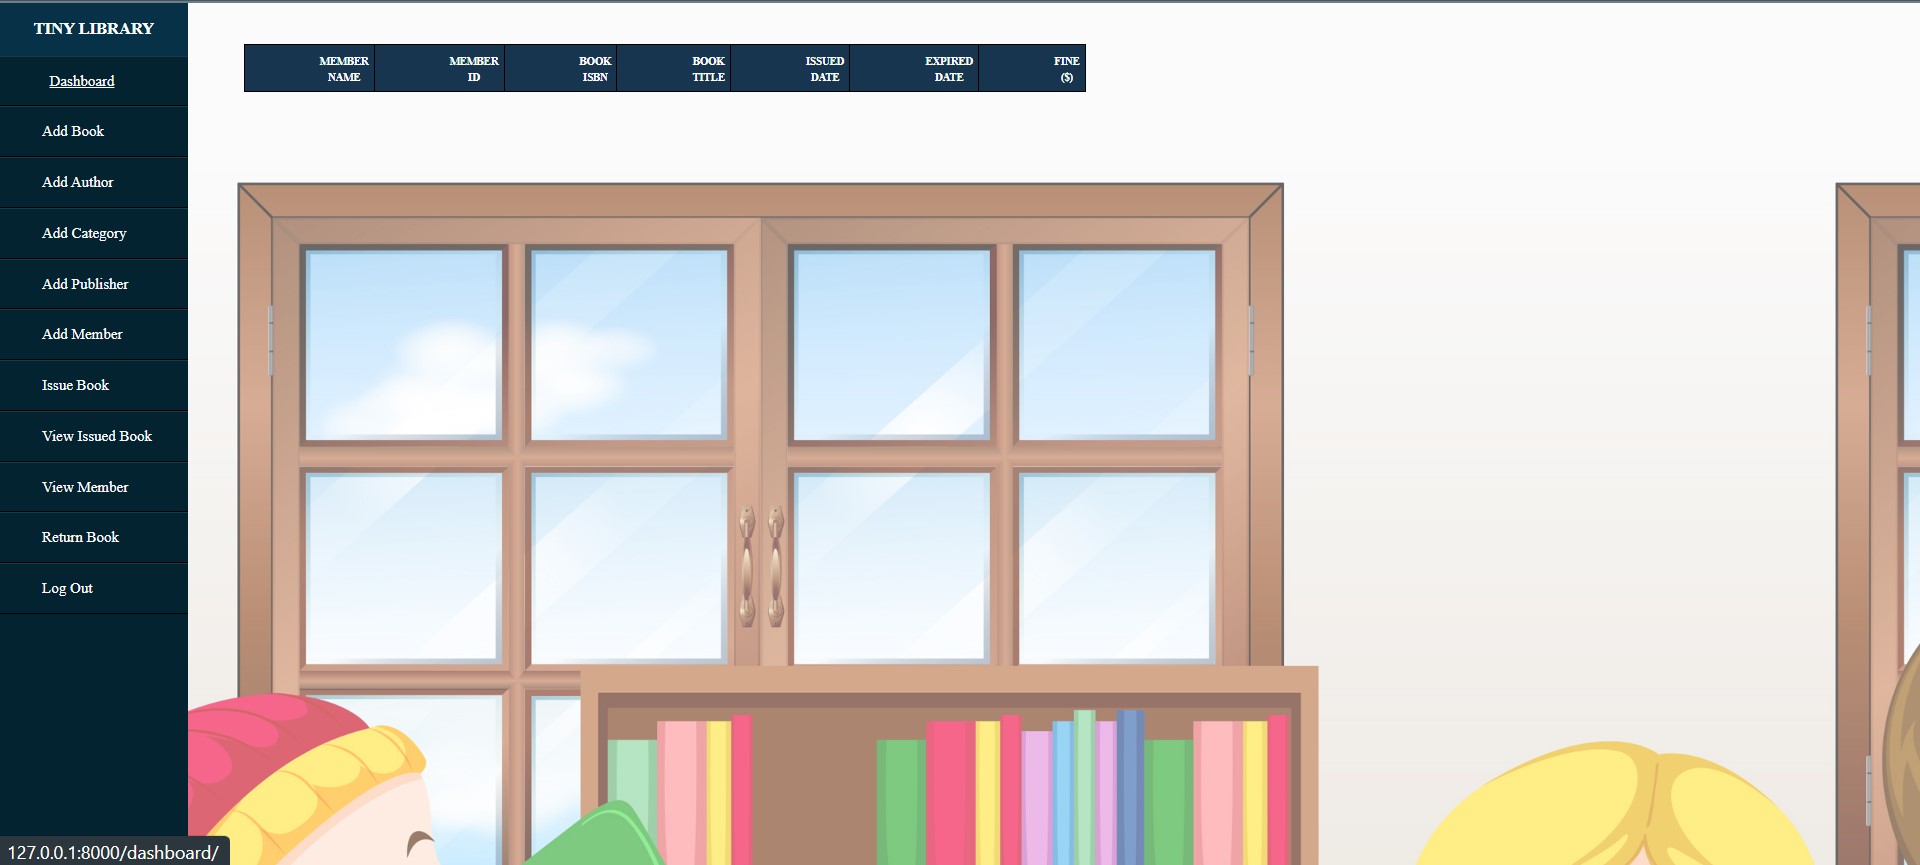 TINY LIBRARY
Dashboard
Add Book
Add Author
Add Category
Add Publisher
Add Member
Issue Book
View Issued Book
View Member
Return Book
Log Out
MEMBER NAME
MEMBER ID
BOOK ISBN
BOOK TITLE
ISSUED DATE
EXPIRED DATE
FINE ($)
127.0.0.1:8000/dashboard/